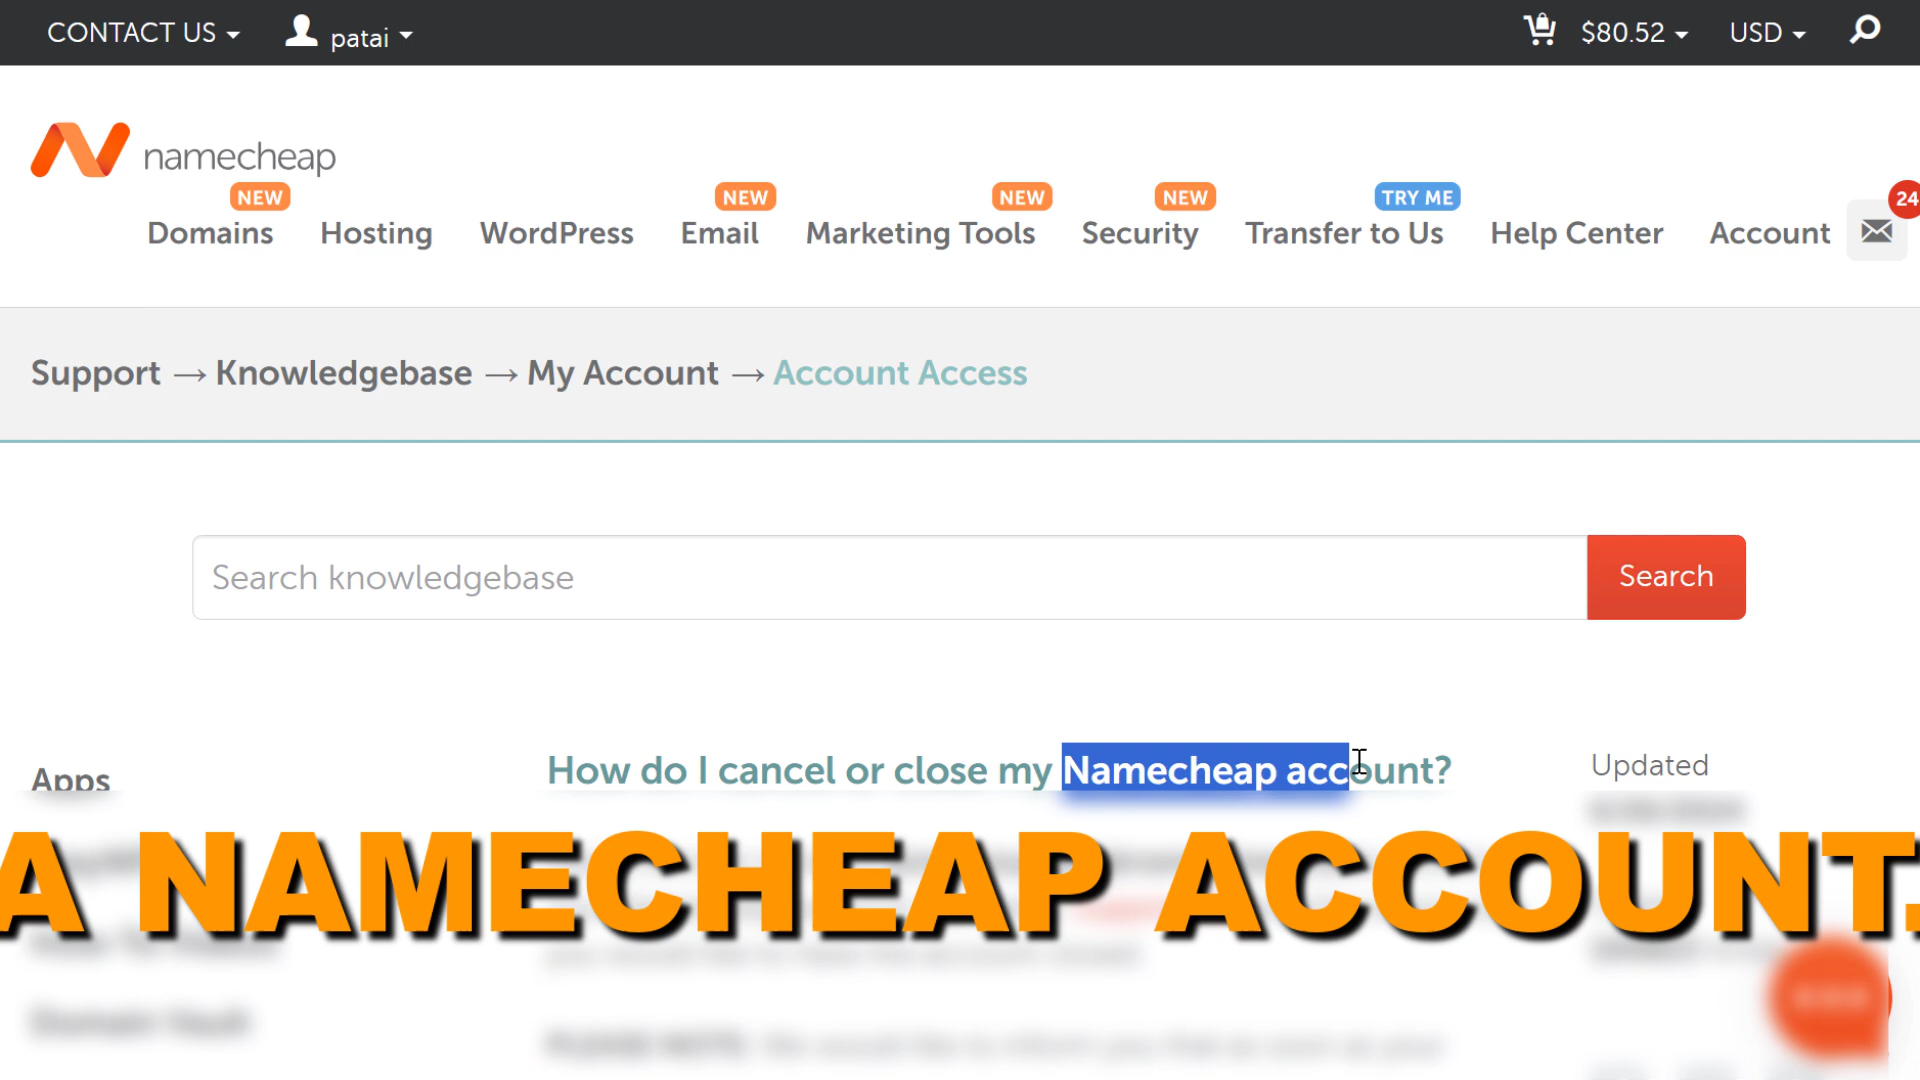 CONTACT US
patai
$80.52
USD
namecheap
NEW
NEW
NEW
NEW
TRY ME
24
Domains
Hosting
WordPress
Email
Marketing Tools
Security
Transfer to Us
Help Center
Account
Support → Knowledgebase → My Account → Account Access
Search knowledgebase
Search
How do I cancel or close my Namecheap account?
Updated
Apps
A NAMECHEAP ACCOUNT.
Domain Vault